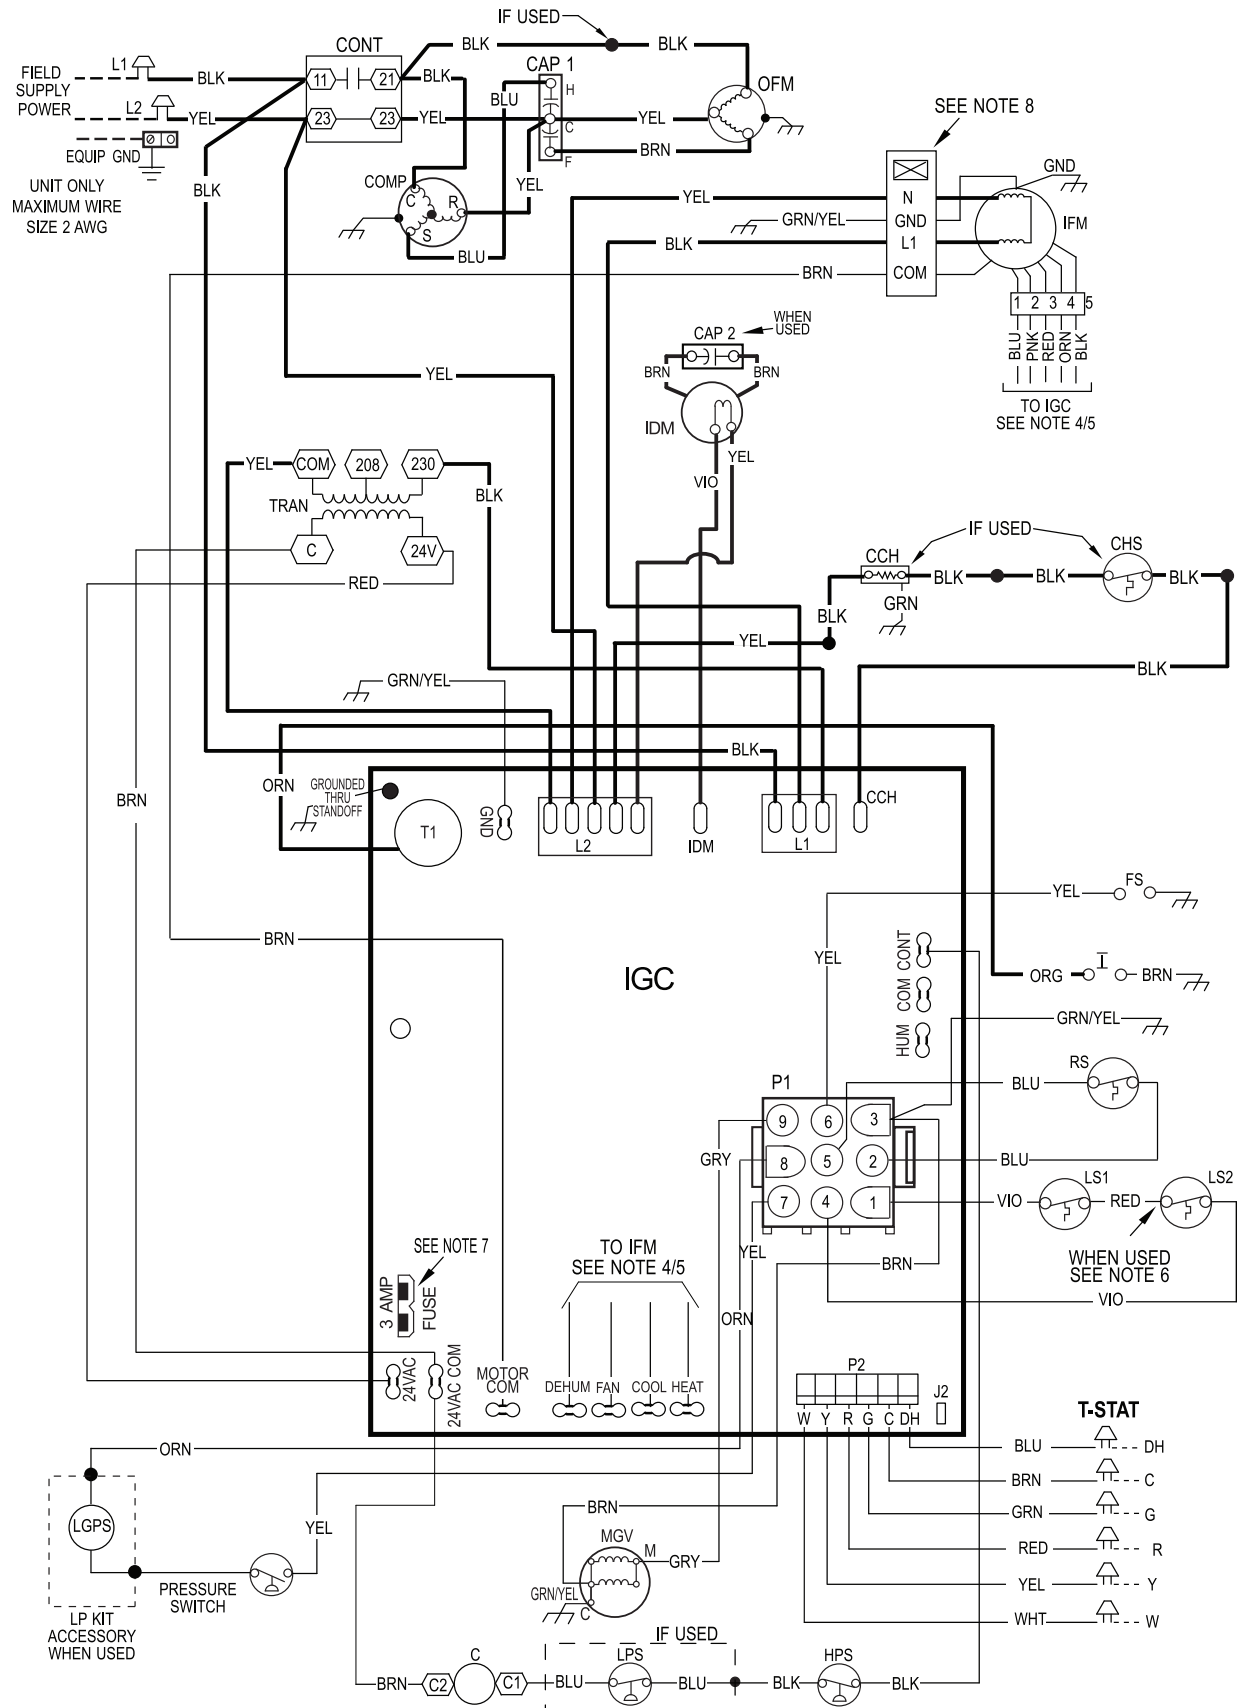 IF USED
CONT
BLK
BLK
L1
FIELD
SUPPLY
POWER
BLK
11
21
BLK
CAP 1
BLU
H
OFM
L2
YEL
23
23
YEL
C
YEL
SEE NOTE 8
EQUIP GND
F
BRN
UNIT ONLY
MAXIMUM WIRE
SIZE 2 AWG
BLK
COMP
C
R
S
YEL
YEL
N
GND
GRN/YEL
GND
IFM
BLU
BLK
L1
BRN
COM
1 2 3 4 5
BLU
PNK
RED
ORN
BLK
TO IGC
SEE NOTE 4/5
WHEN
USED
CAP 2
BRN
BRN
YEL
IDM
YEL
VIO
YEL
COM
208
230
BLK
TRAN
C
24V
RED
IF USED
CCH
CHS
BLK
BLK
BLK
GRN
BLK
YEL
BLK
GRN/YEL
BLK
ORN
BRN
GROUNDED
THRU
STANDOFF
T1
GND
L2
IDM
L1
CCH
YEL
FS
BRN
YEL
CONT
IGC
COM
HUM
ORG
I
BRN
GRN/YEL
RS
P1
BLU
9
6
3
GRY
8
5
2
BLU
7
4
1
VIO
LS1
RED
LS2
WHEN USED
SEE NOTE 6
VIO
YEL
BRN
SEE NOTE 7
TO IFM
SEE NOTE 4/5
3 AMP
FUSE
ORN
24VAC
24VAC COM
MOTOR
COM
DEHUM
FAN
COOL
HEAT
P2
J2
W Y R G C DH
T-STAT
BLU
DH
BRN
C
GRN
G
RED
R
YEL
Y
WHT
W
ORN
LGPS
YEL
PRESSURE
SWITCH
LP KIT
ACCESSORY
WHEN USED
BRN
MGV
M
GRY
GRN/YEL
C
IF USED
C
BRN
C2
C1
BLU
LPS
BLU
BLK
HPS
BLK